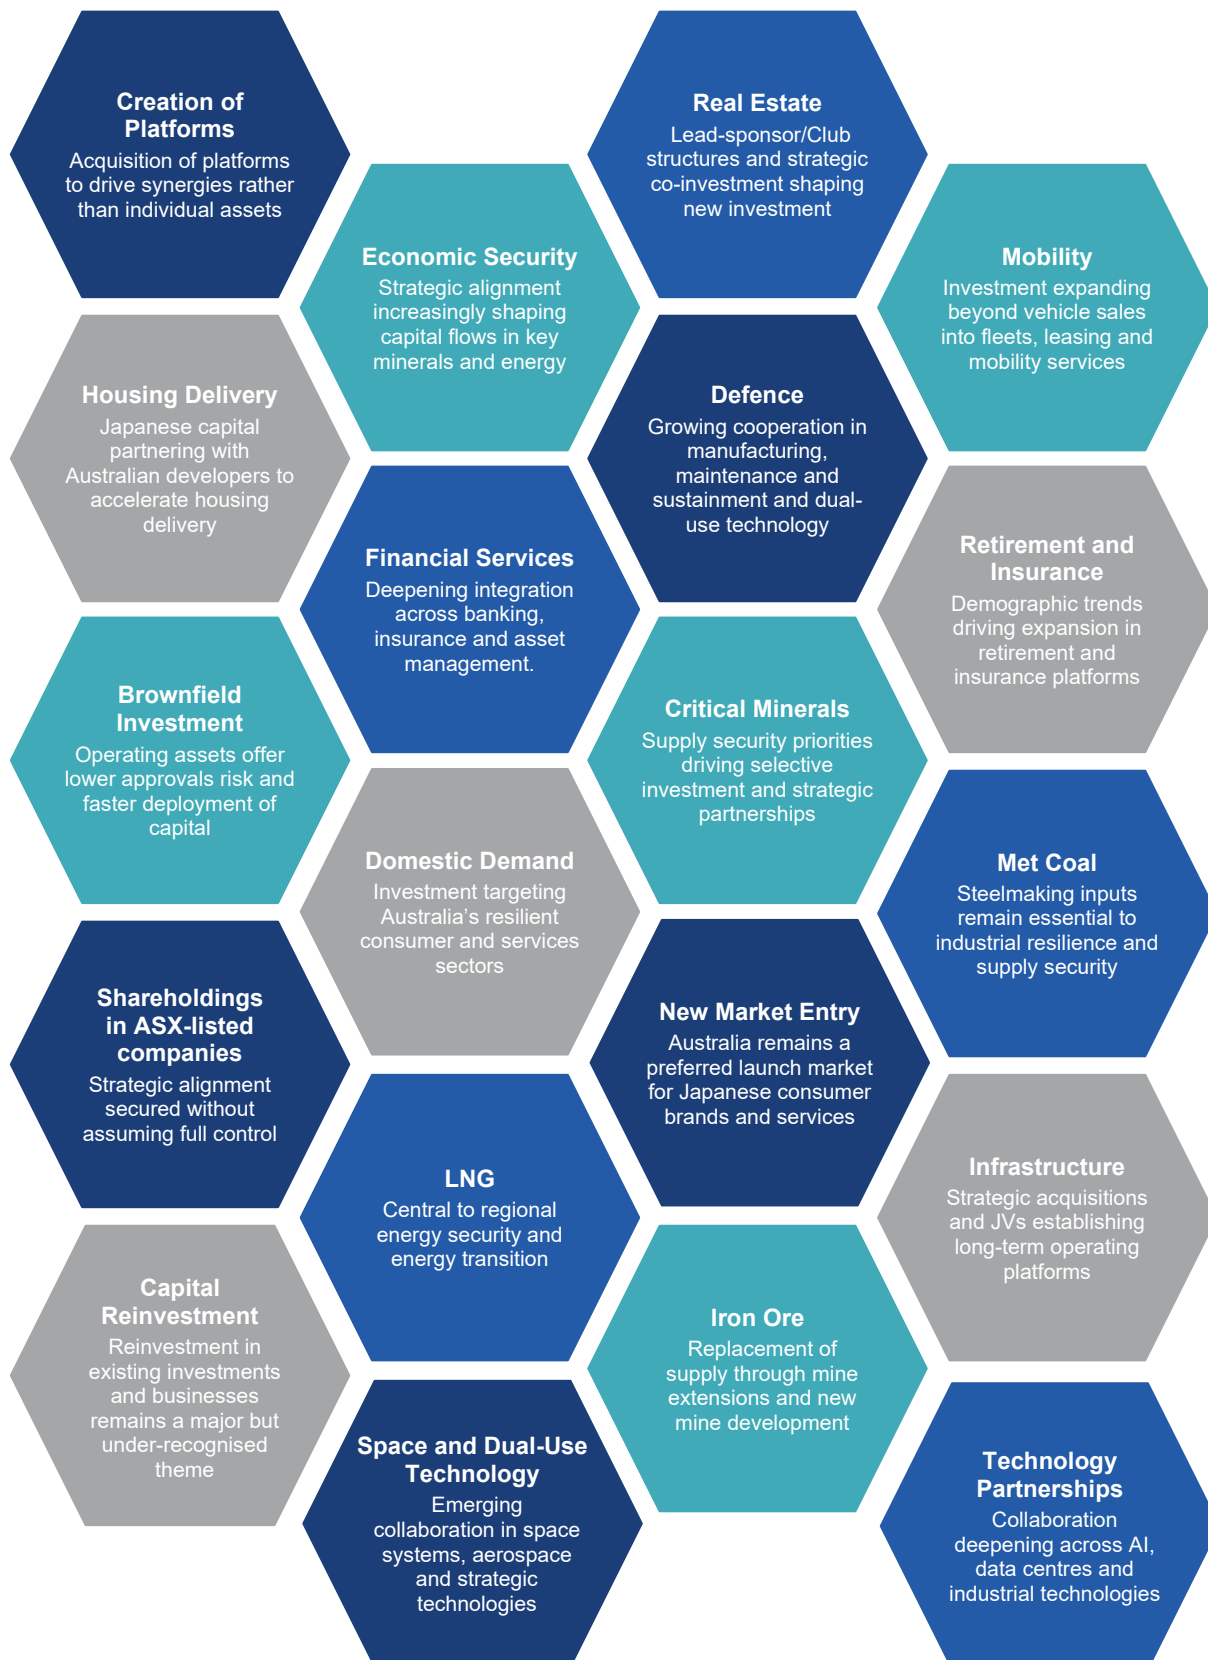 Creation of
Platforms
Acquisition of platforms
to drive synergies rather
than individual assets
Real Estate
Lead-sponsor/Club
structures and strategic
co-investment shaping
new investment
Economic Security
Strategic alignment
increasingly shaping
capital flows in key
minerals and energy
Mobility
Investment expanding
beyond vehicle sales
into fleets, leasing and
mobility services
Housing Delivery
Japanese capital
partnering with
Australian developers to
accelerate housing
delivery
Defence
Growing cooperation in
manufacturing,
maintenance and
sustainment and dual-
use technology
Financial Services
Deepening integration
across banking,
insurance and asset
management.
Retirement and
Insurance
Demographic trends
driving expansion in
retirement and
insurance platforms
Brownfield
Investment
Operating assets offer
lower approvals risk and
faster deployment of
capital
Critical Minerals
Supply security priorities
driving selective
investment and strategic
partnerships
Domestic Demand
Investment targeting
Australia’s resilient
consumer and services
sectors
Met Coal
Steelmaking inputs
remain essential to
industrial resilience and
supply security
Shareholdings
in ASX-listed
companies
Strategic alignment
secured without
assuming full control
New Market Entry
Australia remains a
preferred launch market
for Japanese consumer
brands and services
LNG
Central to regional
energy security and
energy transition
Infrastructure
Strategic acquisitions
and JVs establishing
long-term operating
platforms
Capital
Reinvestment
Reinvestment in
existing investments
and businesses
remains a major but
under-recognised
theme
Iron Ore
Replacement of
supply through mine
extensions and new
mine development
Space and Dual-Use
Technology
Emerging
collaboration in space
systems, aerospace
and strategic
technologies
Technology
Partnerships
Collaboration
deepening across AI,
data centres and
industrial technologies